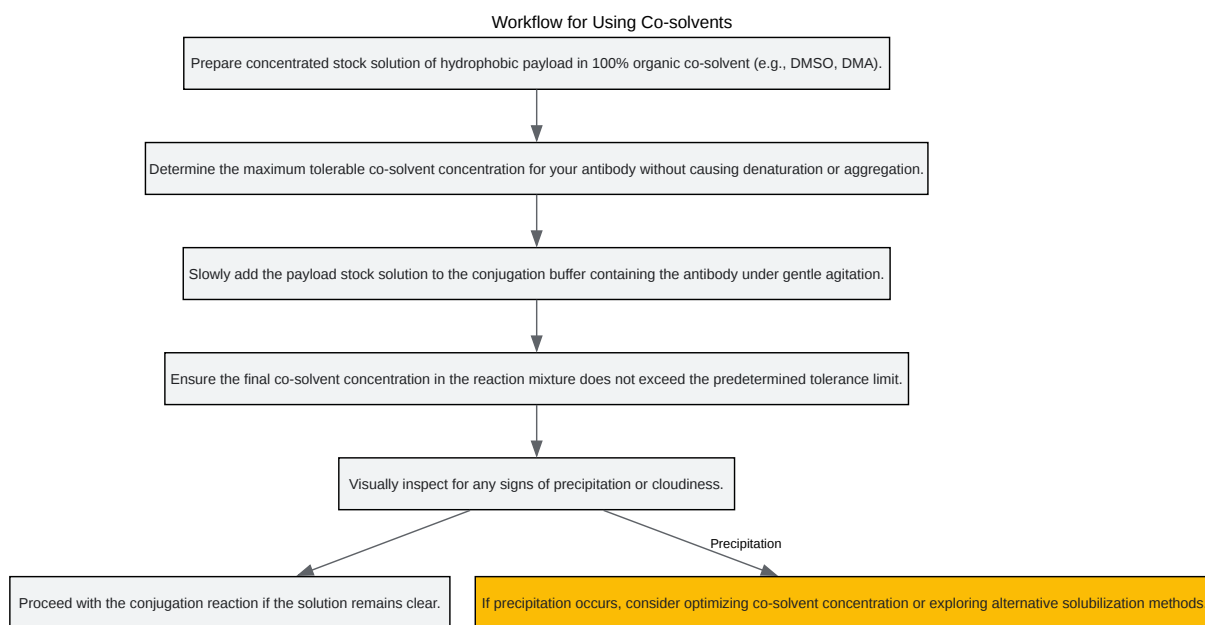 Workflow for Using Co-solvents
Prepare concentrated stock solution of hydrophobic payload in 100% organic co-solvent (e.g., DMSO, DMA).
Determine the maximum tolerable co-solvent concentration for your antibody without causing denaturation or aggregation.
Slowly add the payload stock solution to the conjugation buffer containing the antibody under gentle agitation.
Ensure the final co-solvent concentration in the reaction mixture does not exceed the predetermined tolerance limit.
Visually inspect for any signs of precipitation or cloudiness.
Precipitation
Proceed with the conjugation reaction if the solution remains clear.
If precipitation occurs, consider optimizing co-solvent concentration or exploring alternative solubilization methods.